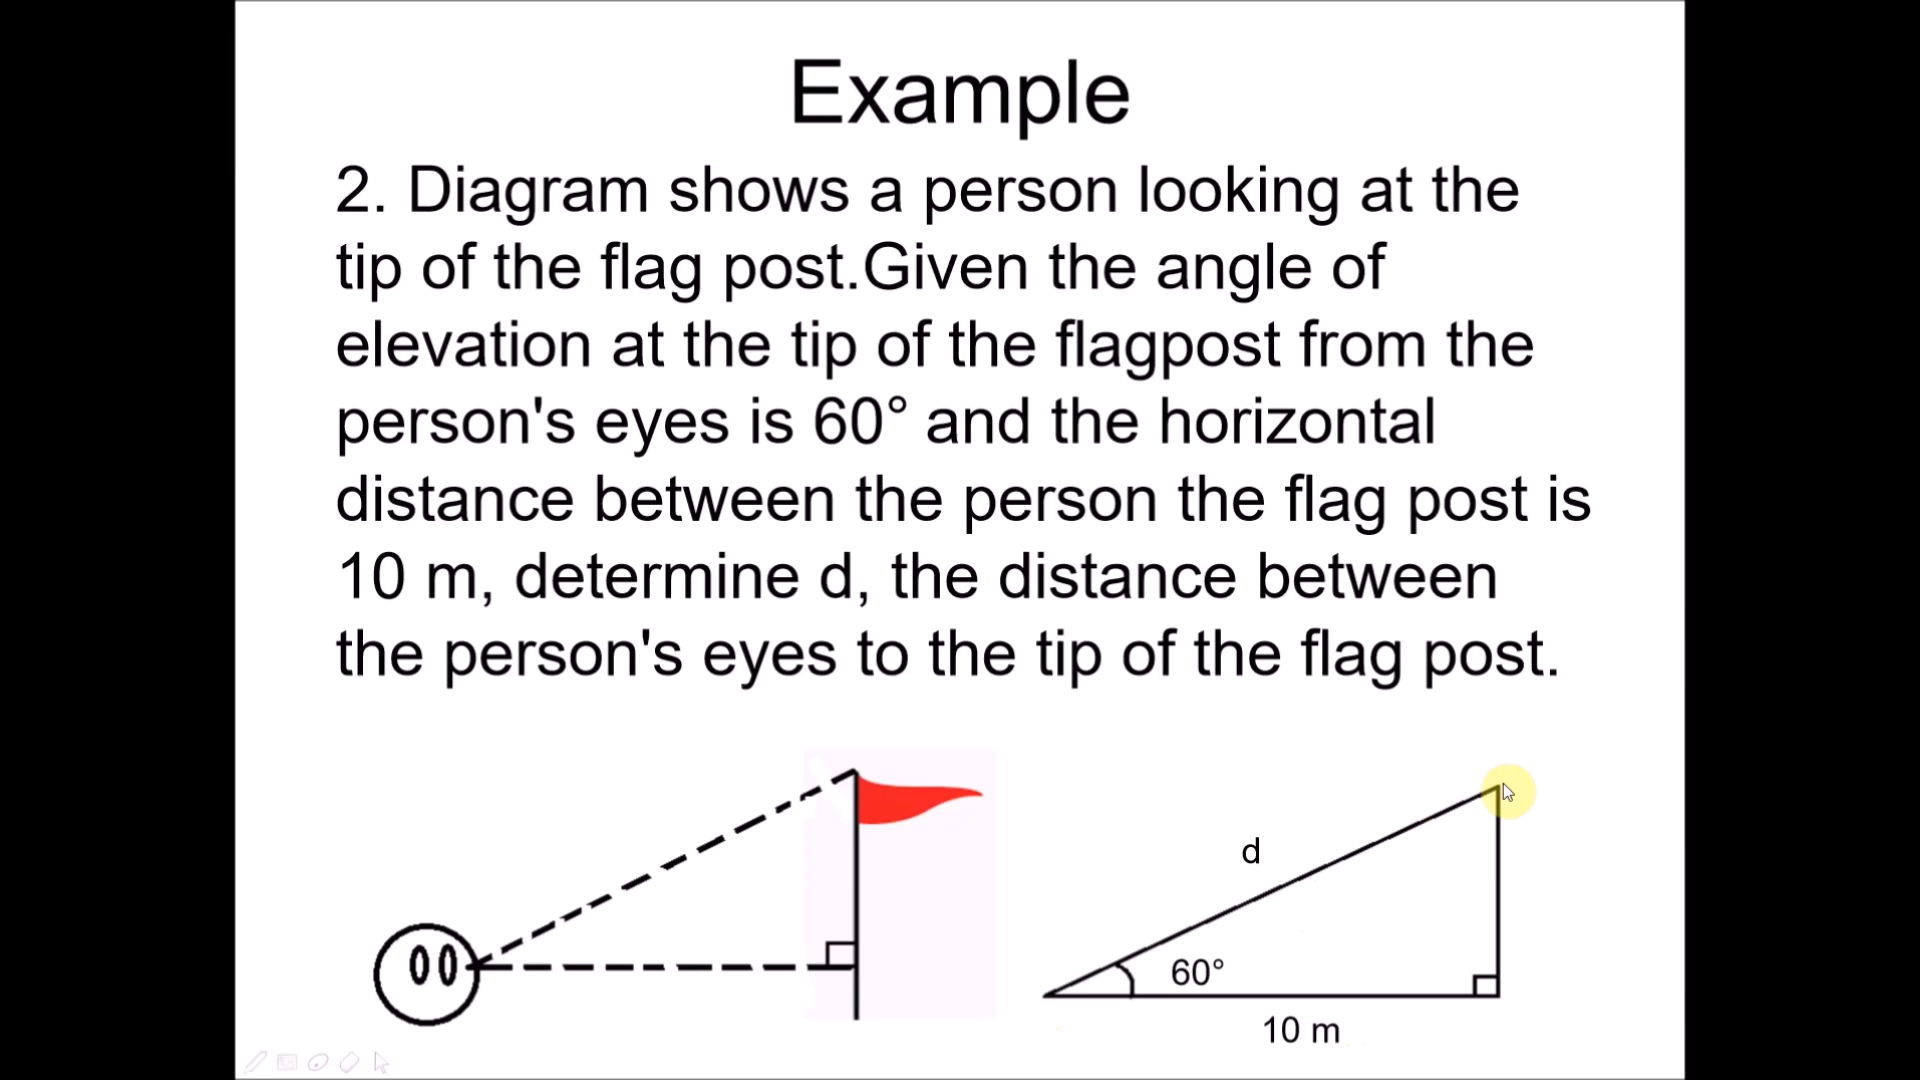 Example
2. Diagram shows a person looking at the
tip of the flag post.Given the angle of
elevation at the tip of the flagpost from the
person's eyes is 60° and the horizontal
distance between the person the flag post is
10 m, determine d, the distance between
the person's eyes to the tip of the flag post.
d
60°
10 m